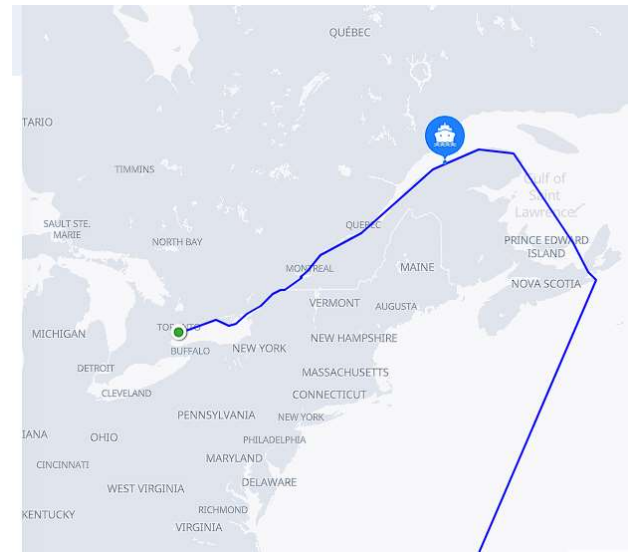 QUÉBEC
TARIO
TIMMINS
Gulf of
Saint
Lawrence
SAULT STE.
MARIE
QUEBEC
NORTH BAY
PRINCE EDWARD
ISLAND
MONTREAL
MAINE
NOVA SCOTIA
VERMONT
AUGUSTA
TORONTO
MICHIGAN
BUFFALO
NEW YORK
NEW HAMPSHIRE
DETROIT
MASSACHUSETTS
CLEVELAND
CONNECTICUT
PENNSYLVANIA
NEW YORK
IANA
OHIO
PHILADELPHIA
MARYLAND
CINCINNATI
DELAWARE
WEST VIRGINIA
RICHMOND
KENTUCKY
VIRGINIA